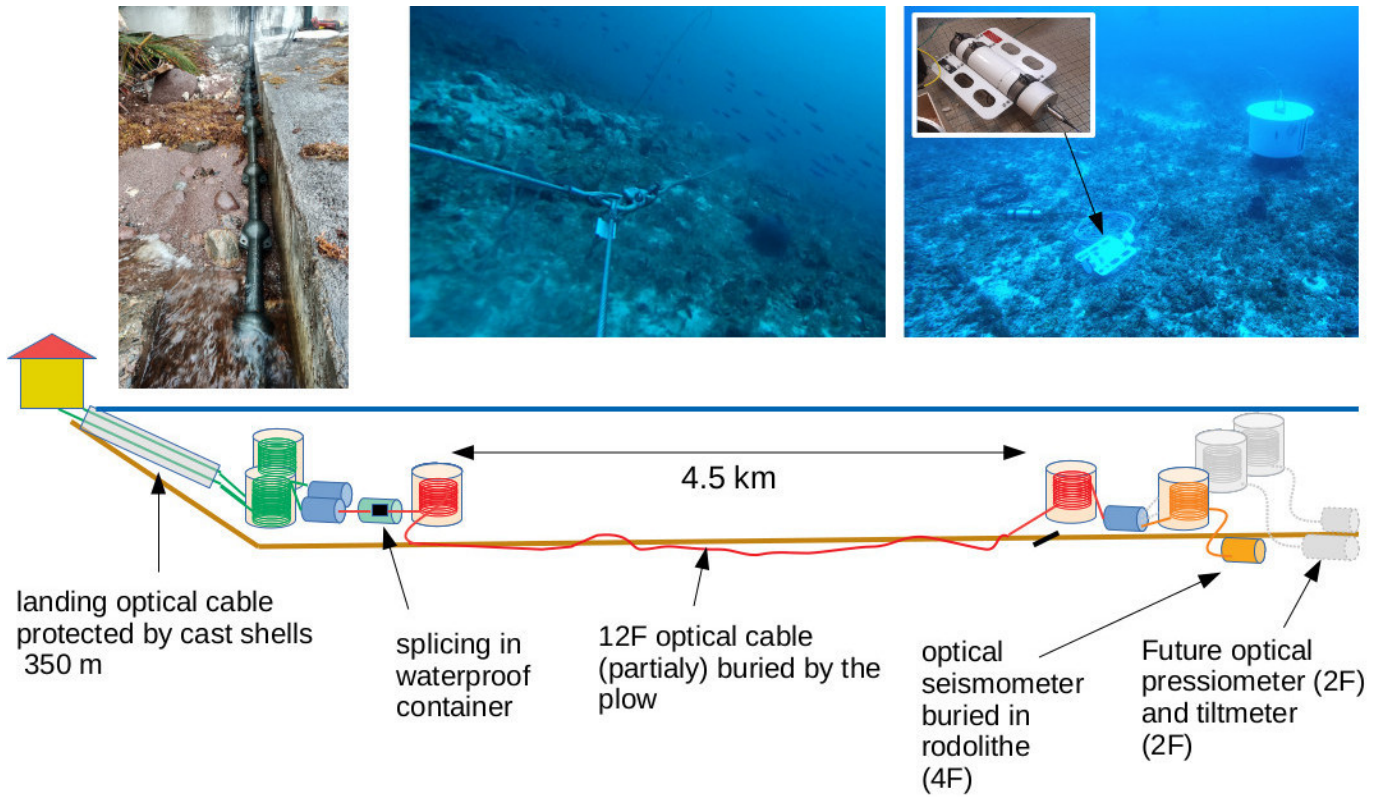 4.5 km
landing optical cable
protected by cast shells
350 m
splicing in
waterproof
container
12F optical cable
(partialy) buried by the
plow
optical
seismometer
buried in
rodolithe
(4F)
Future optical
pressiometer (2F)
and tiltmeter
(2F)